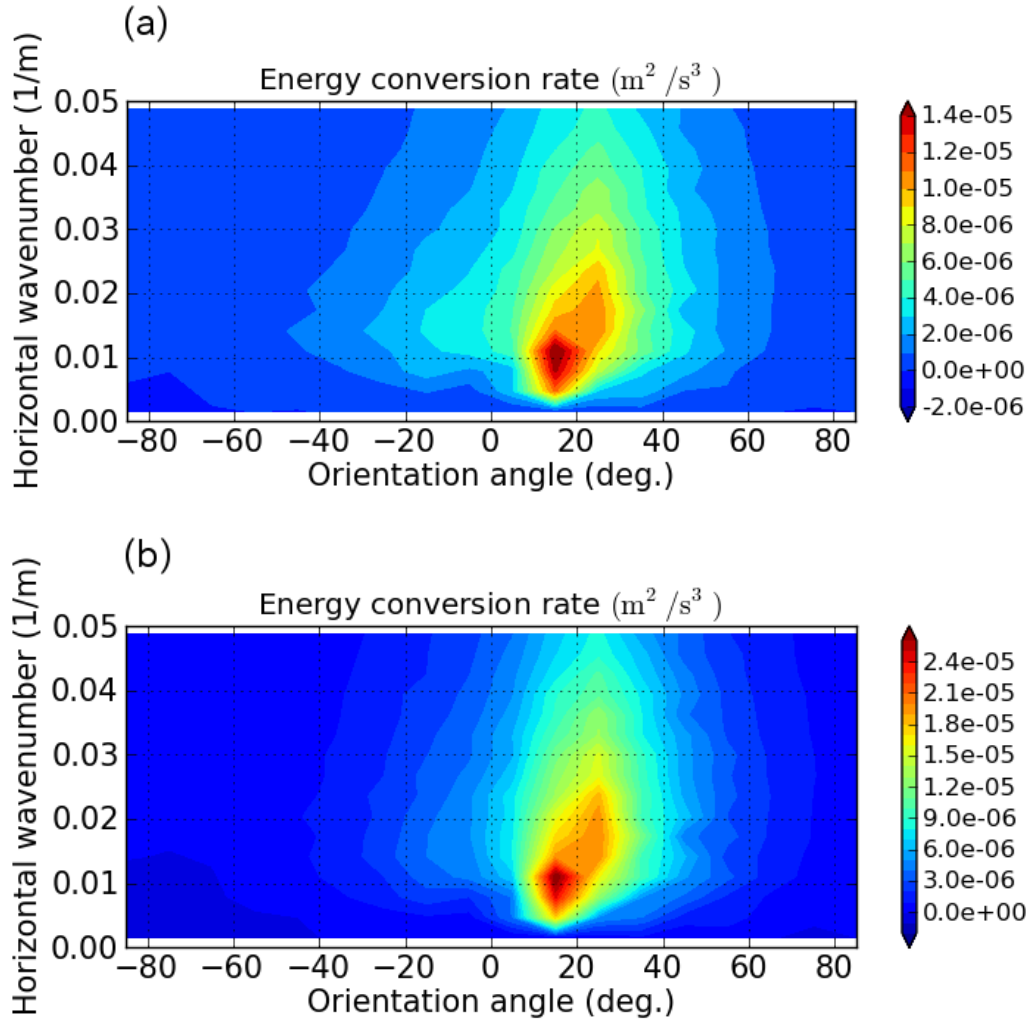 (a)
Energy conversion rate (m² /s³ )
Horizontal wavenumber (1/m)
0.05
0.04
0.03
0.02
0.01
0.00
−80 −60 −40 −20 0 20 40 60 80
Orientation angle (deg.)
1.4e-05
1.2e-05
1.0e-05
8.0e-06
6.0e-06
4.0e-06
2.0e-06
0.0e+00
-2.0e-06
(b)
Energy conversion rate (m² /s³ )
Horizontal wavenumber (1/m)
0.05
0.04
0.03
0.02
0.01
0.00
−80 −60 −40 −20 0 20 40 60 80
Orientation angle (deg.)
2.4e-05
2.1e-05
1.8e-05
1.5e-05
1.2e-05
9.0e-06
6.0e-06
3.0e-06
0.0e+00